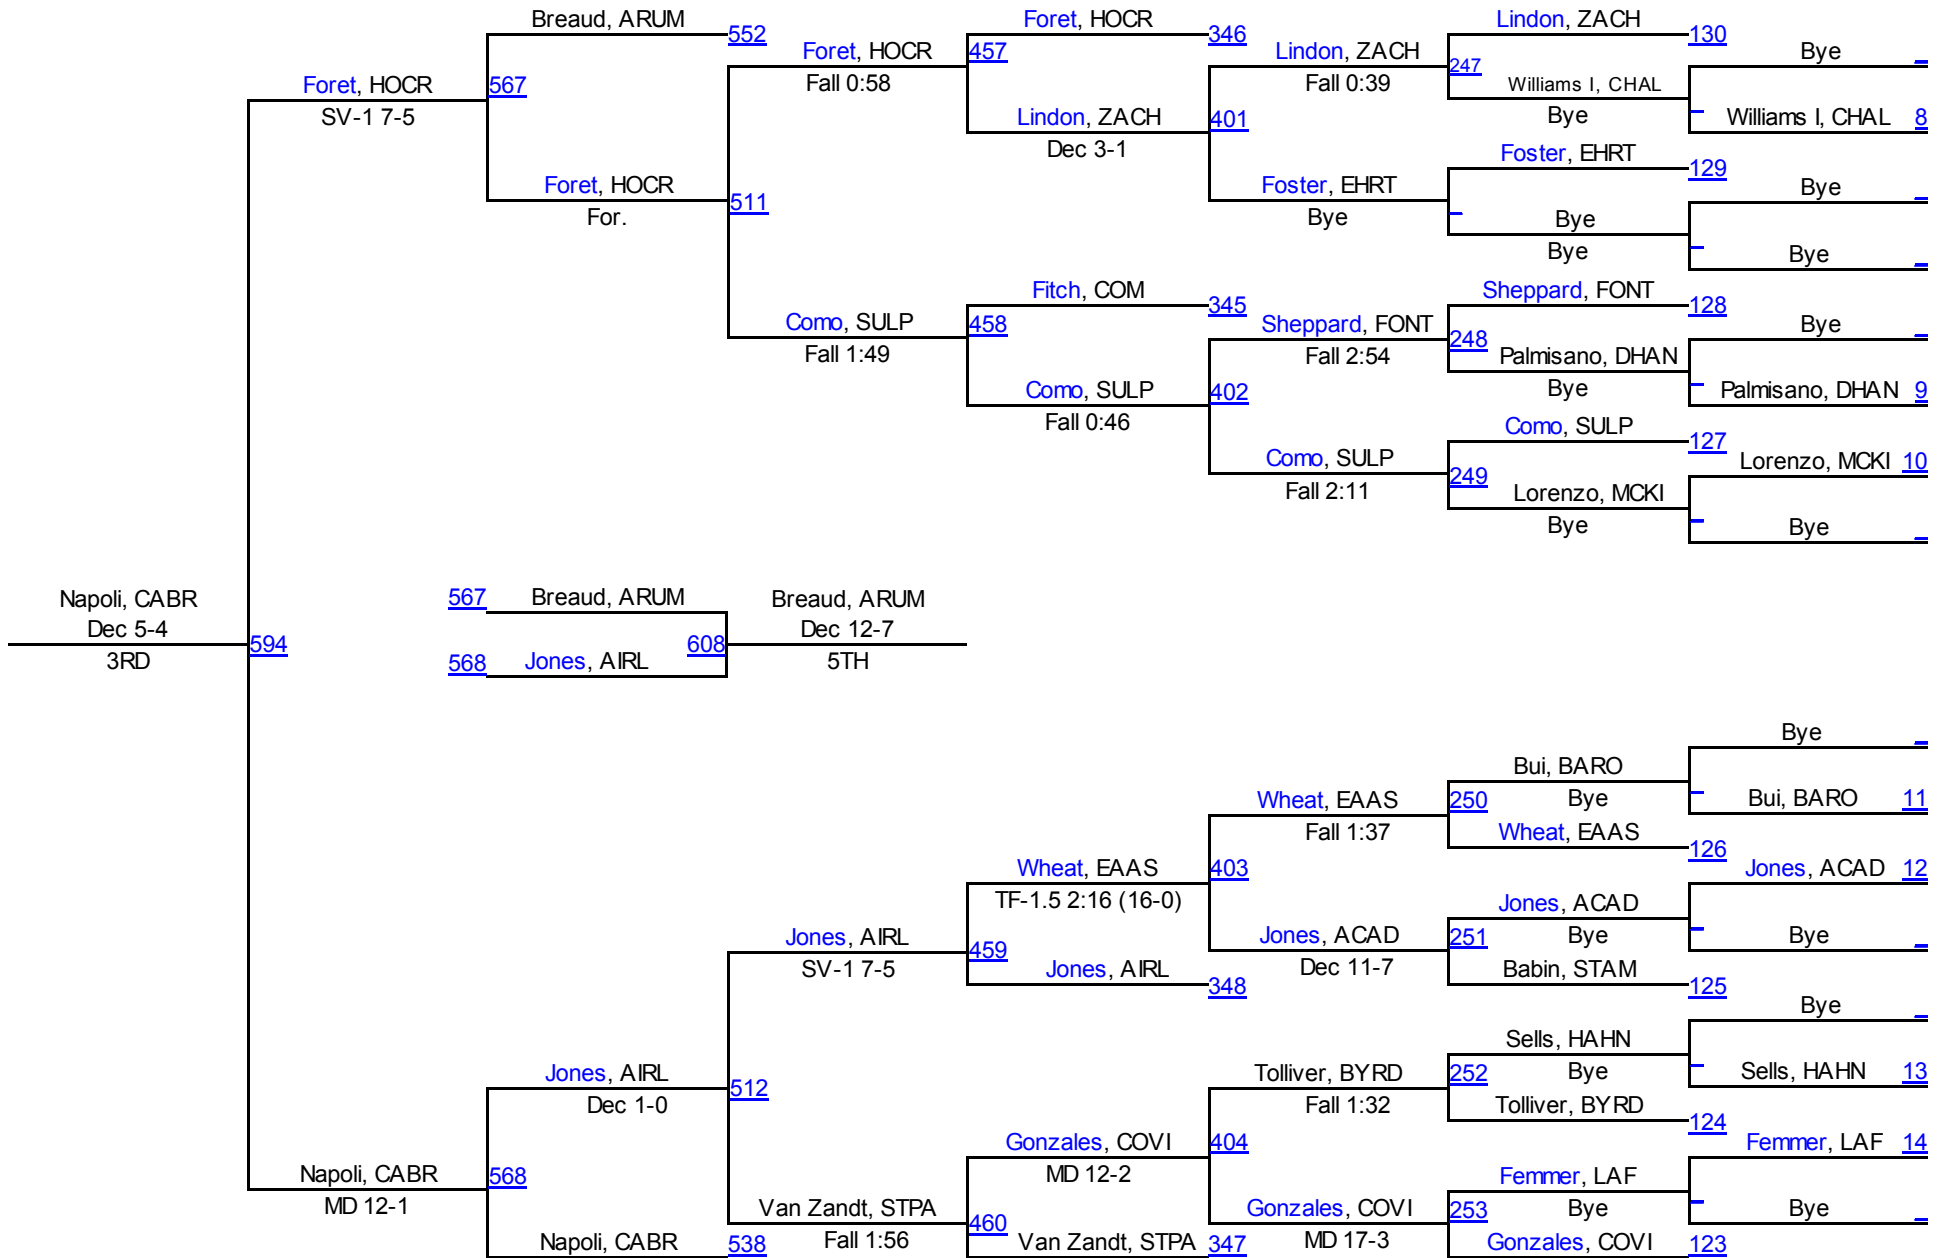 Breaud, ARUM
552
Foret, HOCR
346
Lindon, ZACH
130
Bye
Foret, HOCR
Fall 0:58
457
Lindon, ZACH
Fall 0:39
247
Williams I, CHAL
Bye
Williams I, CHAL 8
Foret, HOCR
SV-1 7-5
567
Lindon, ZACH
Dec 3-1
401
Foster, EHRT
129
Bye
Foret, HOCR
For.
511
Foster, EHRT
Bye
Bye
Bye
Bye
Fitch, COM
345
Sheppard, FONT
128
Bye
Como, SULP
Fall 1:49
458
Sheppard, FONT
Fall 2:54
248
Palmisano, DHAN
Bye
Palmisano, DHAN 9
Como, SULP
Fall 0:46
402
Como, SULP
127
Lorenzo, MCKI 10
Como, SULP
Fall 2:11
249
Lorenzo, MCKI
Bye
Bye
Napoli, CABR
Dec 5-4
3RD
594
567 Breaud, ARUM
568 Jones, AIRL
608
Breaud, ARUM
Dec 12-7
5TH
Bye
Bui, BARO
Bye
Bui, BARO 11
Wheat, EAAS
Fall 1:37
250
Wheat, EAAS
126
Jones, ACAD 12
Wheat, EAAS
TF-1.5 2:16 (16-0)
403
Jones, ACAD
Bye
Bye
Jones, AIRL
SV-1 7-5
459
Jones, ACAD
Dec 11-7
251
Jones, AIRL
348
Babin, STAM
125
Bye
Sells, HAHN
Bye
Sells, HAHN 13
Jones, AIRL
Dec 1-0
512
Tolliver, BYRD
Fall 1:32
252
Tolliver, BYRD
124
Gonzales, COVI
MD 12-2
404
Femmer, LAF 14
Napoli, CABR
MD 12-1
568
Femmer, LAF
Bye
Bye
Van Zandt, STPA
Fall 1:56
460
Gonzales, COVI
MD 17-3
253
Napoli, CABR
538
Van Zandt, STPA 347
Gonzales, COVI
123